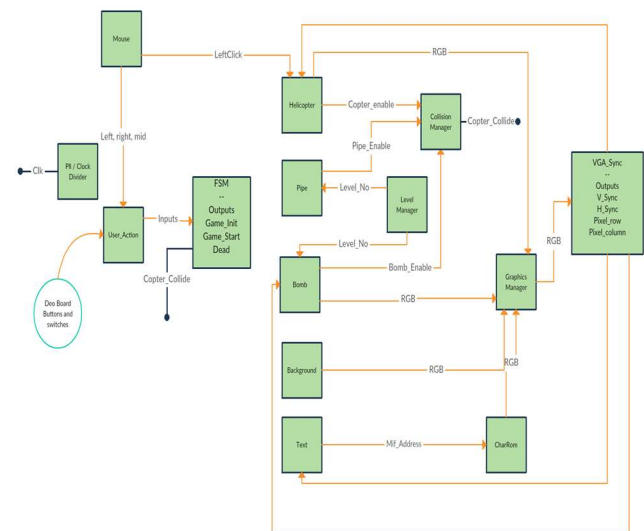 Mouse
LeftClick
RGB
Helicopter
Copter_enable
Collision
Manager
Copter_Collide
Left, right, mid
Clk
Pll / Clock
Divider
Pipe_Enable
Pipe
Level_No
Level
Manager
VGA_Sync
--
Outputs
V_Sync
H_Sync
Pixel_row
Pixel_column
FSM
--
Outputs
Game_Init
Game_Start
Dead
User_Action
Inputs
Level_No
Bomb
Bomb_Enable
RGB
Graphics
Manager
RGB
Copter_Collide
Deo Board
Buttons and
switches
Background
RGB
RGB
Text
Mif_Address
CharRom